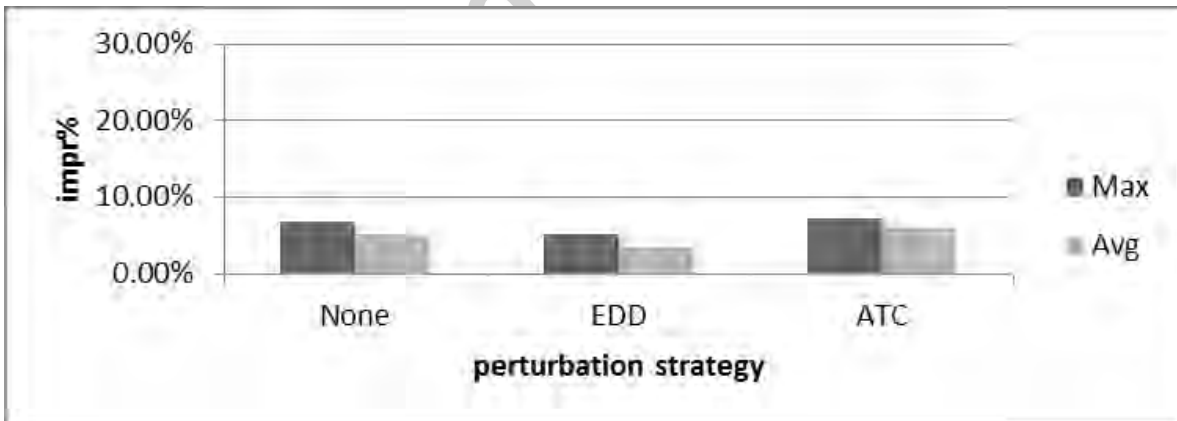 30.00%
20.00%
10.00%
0.00%
impr%
None EDD ATC
perturbation strategy
Max
Avg